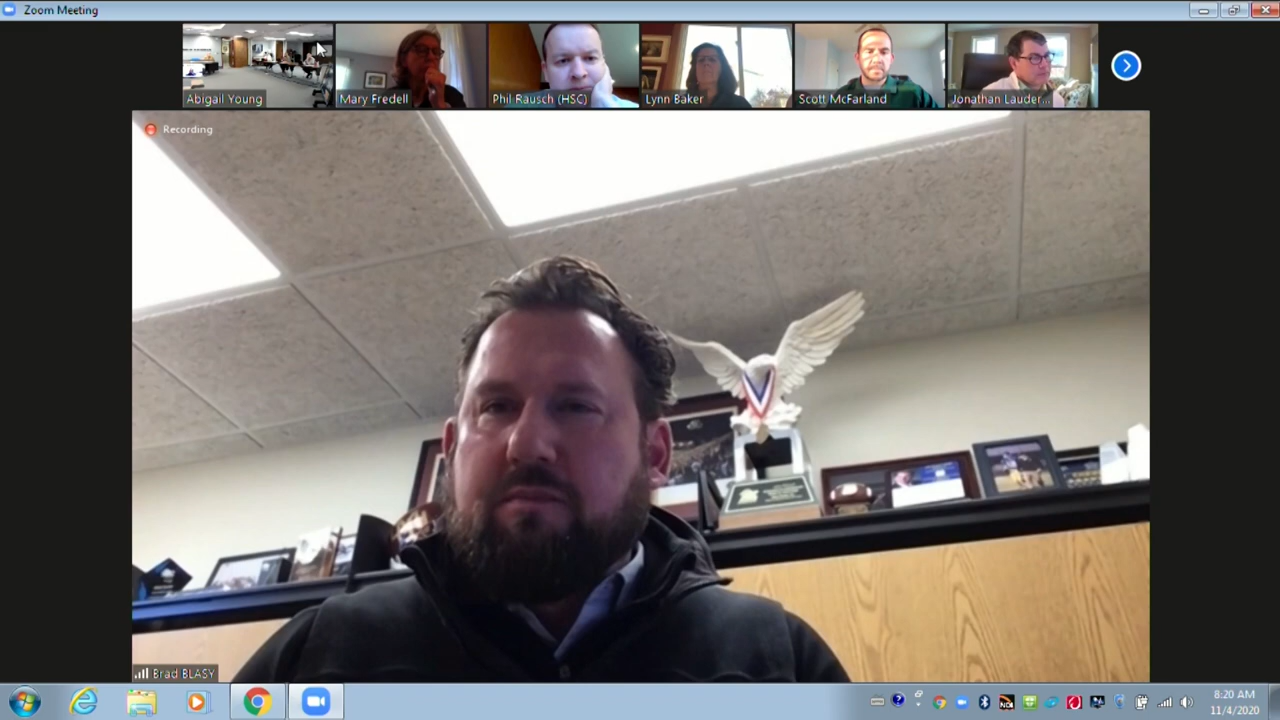 Zoom Meeting
Abigail Young
Mary Fredell
Phil Rausch (HSC)
Lynn Baker
Scott McFarland
Jonathan Lauder...
Recording
Brad BLASY
8:20 AM
11/4/2020